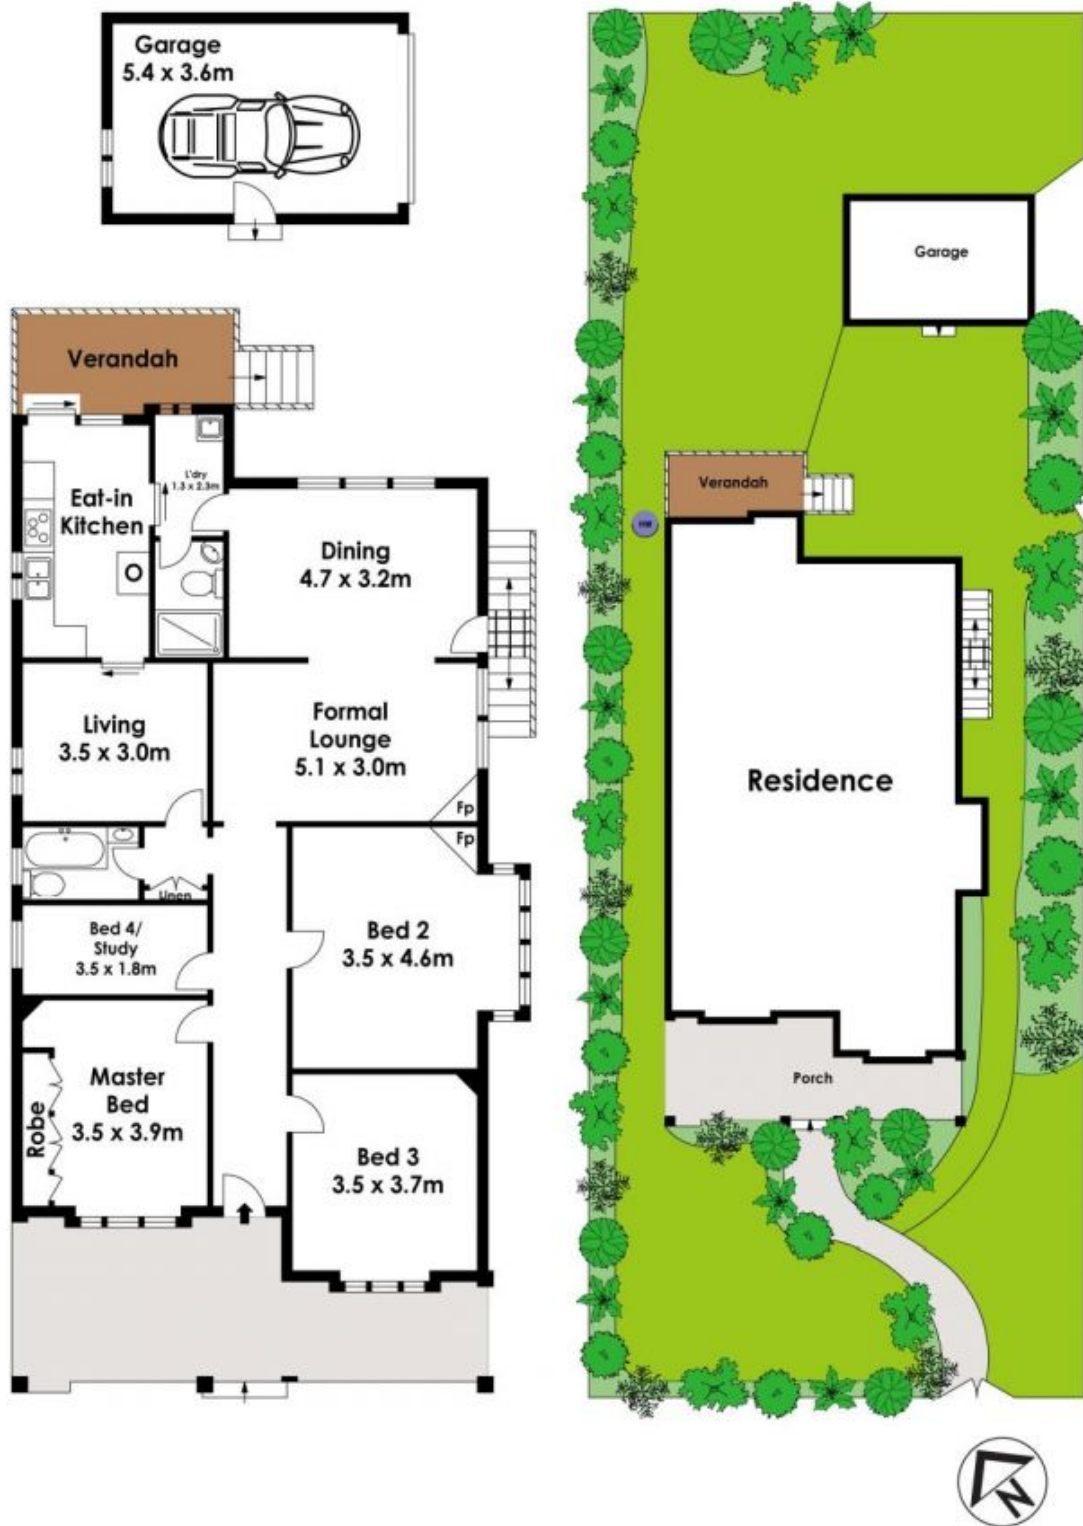 Garage
5.4 x 3.6m
Verandah
L'dry
1.3 x 2.3m
Eat-in
Kitchen
Dining
4.7 x 3.2m
Living
3.5 x 3.0m
Formal
Lounge
5.1 x 3.0m
Fp
Fp
Linen
Bed 4/
Study
3.5 x 1.8m
Bed 2
3.5 x 4.6m
Master
Bed
3.5 x 3.9m
Robe
Bed 3
3.5 x 3.7m
Garage
Verandah
HW
Residence
Porch
N